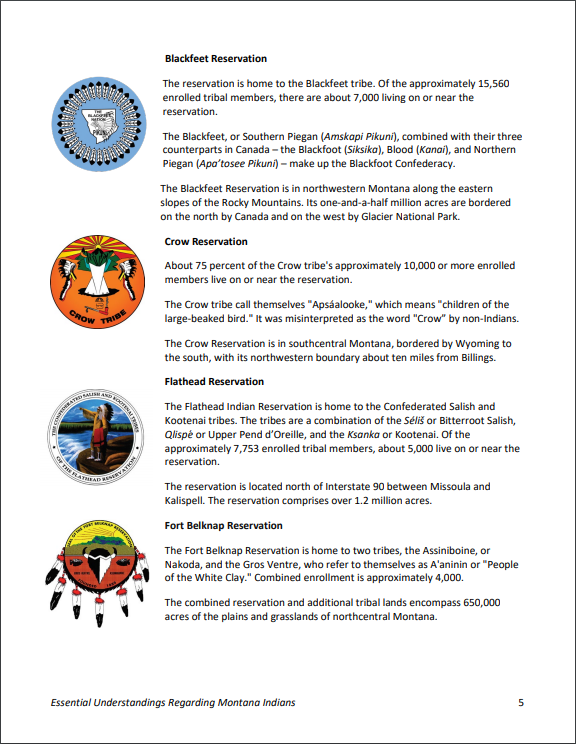 Blackfeet Reservation
THE
BLACKFEET
NATION
PIKUNI
The reservation is home to the Blackfeet tribe. Of the approximately 15,560
enrolled tribal members, there are about 7,000 living on or near the
reservation.
The Blackfeet, or Southern Piegan (Amskapi Pikuni), combined with their three
counterparts in Canada – the Blackfoot (Siksika), Blood (Kanai), and Northern
Piegan (Apa’tosee Pikuni) – make up the Blackfoot Confederacy.
The Blackfeet Reservation is in northwestern Montana along the eastern
slopes of the Rocky Mountains. Its one-and-a-half million acres are bordered
on the north by Canada and on the west by Glacier National Park.
Crow Reservation
CROW TRIBE
About 75 percent of the Crow tribe's approximately 10,000 or more enrolled
members live on or near the reservation.
The Crow tribe call themselves "Apsáalooke," which means "children of the
large-beaked bird." It was misinterpreted as the word "Crow” by non-Indians.
The Crow Reservation is in southcentral Montana, bordered by Wyoming to
the south, with its northwestern boundary about ten miles from Billings.
Flathead Reservation
THE CONFEDERATED SALISH AND KOOTENAI TRIBES
OF THE FLATHEAD RESERVATION
The Flathead Indian Reservation is home to the Confederated Salish and
Kootenai tribes. The tribes are a combination of the Séliš or Bitterroot Salish,
Qlispè or Upper Pend d’Oreille, and the Ksanka or Kootenai. Of the
approximately 7,753 enrolled tribal members, about 5,000 live on or near the
reservation.
The reservation is located north of Interstate 90 between Missoula and
Kalispell. The reservation comprises over 1.2 million acres.
Fort Belknap Reservation
The Fort Belknap Reservation is home to two tribes, the Assiniboine, or
Nakoda, and the Gros Ventre, who refer to themselves as A'aninin or "People
of the White Clay." Combined enrollment is approximately 4,000.
The combined reservation and additional tribal lands encompass 650,000
acres of the plains and grasslands of northcentral Montana.
Essential Understandings Regarding Montana Indians
5